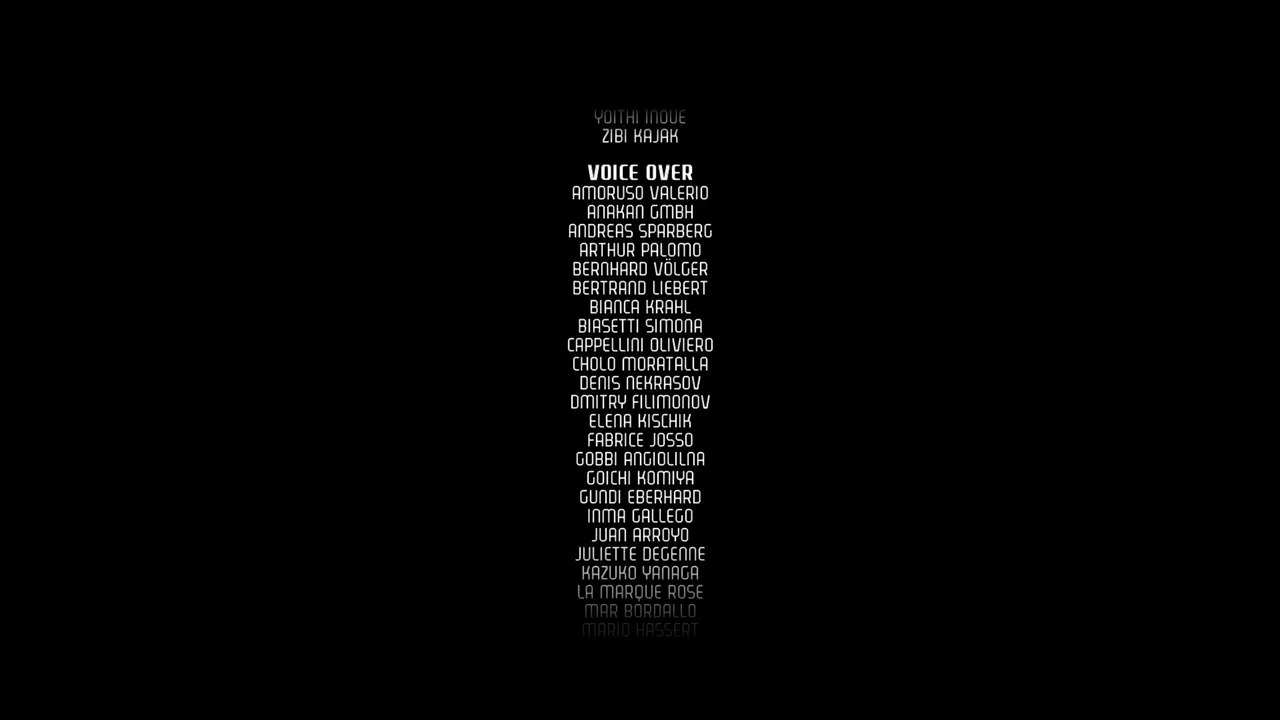 YOITHI INOUE
ZIBI KAJAK
VOICE OVER
AMORUSO VALERIO
ANAKAN GMBH
ANDREAS SPARBERG
ARTHUR PALOMO
BERNHARD VÖLGER
BERTRAND LIEBERT
BIANCA KRAHL
BIASETTI SIMONA
CAPPELLINI OLIVIERO
CHOLO MORATALLA
DENIS NEKRASOV
DMITRY FILIMONOV
ELENA KISCHIK
FABRICE JOSSO
GOBBI ANGIOLILNA
GOICHI KOMIYA
GUNDI EBERHARD
INMA GALLEGO
JUAN ARROYO
JULIETTE DEGENNE
KAZUKO YANAGA
LA MARQUE ROSE
MAR BORDALLO
MARIO HASSERT